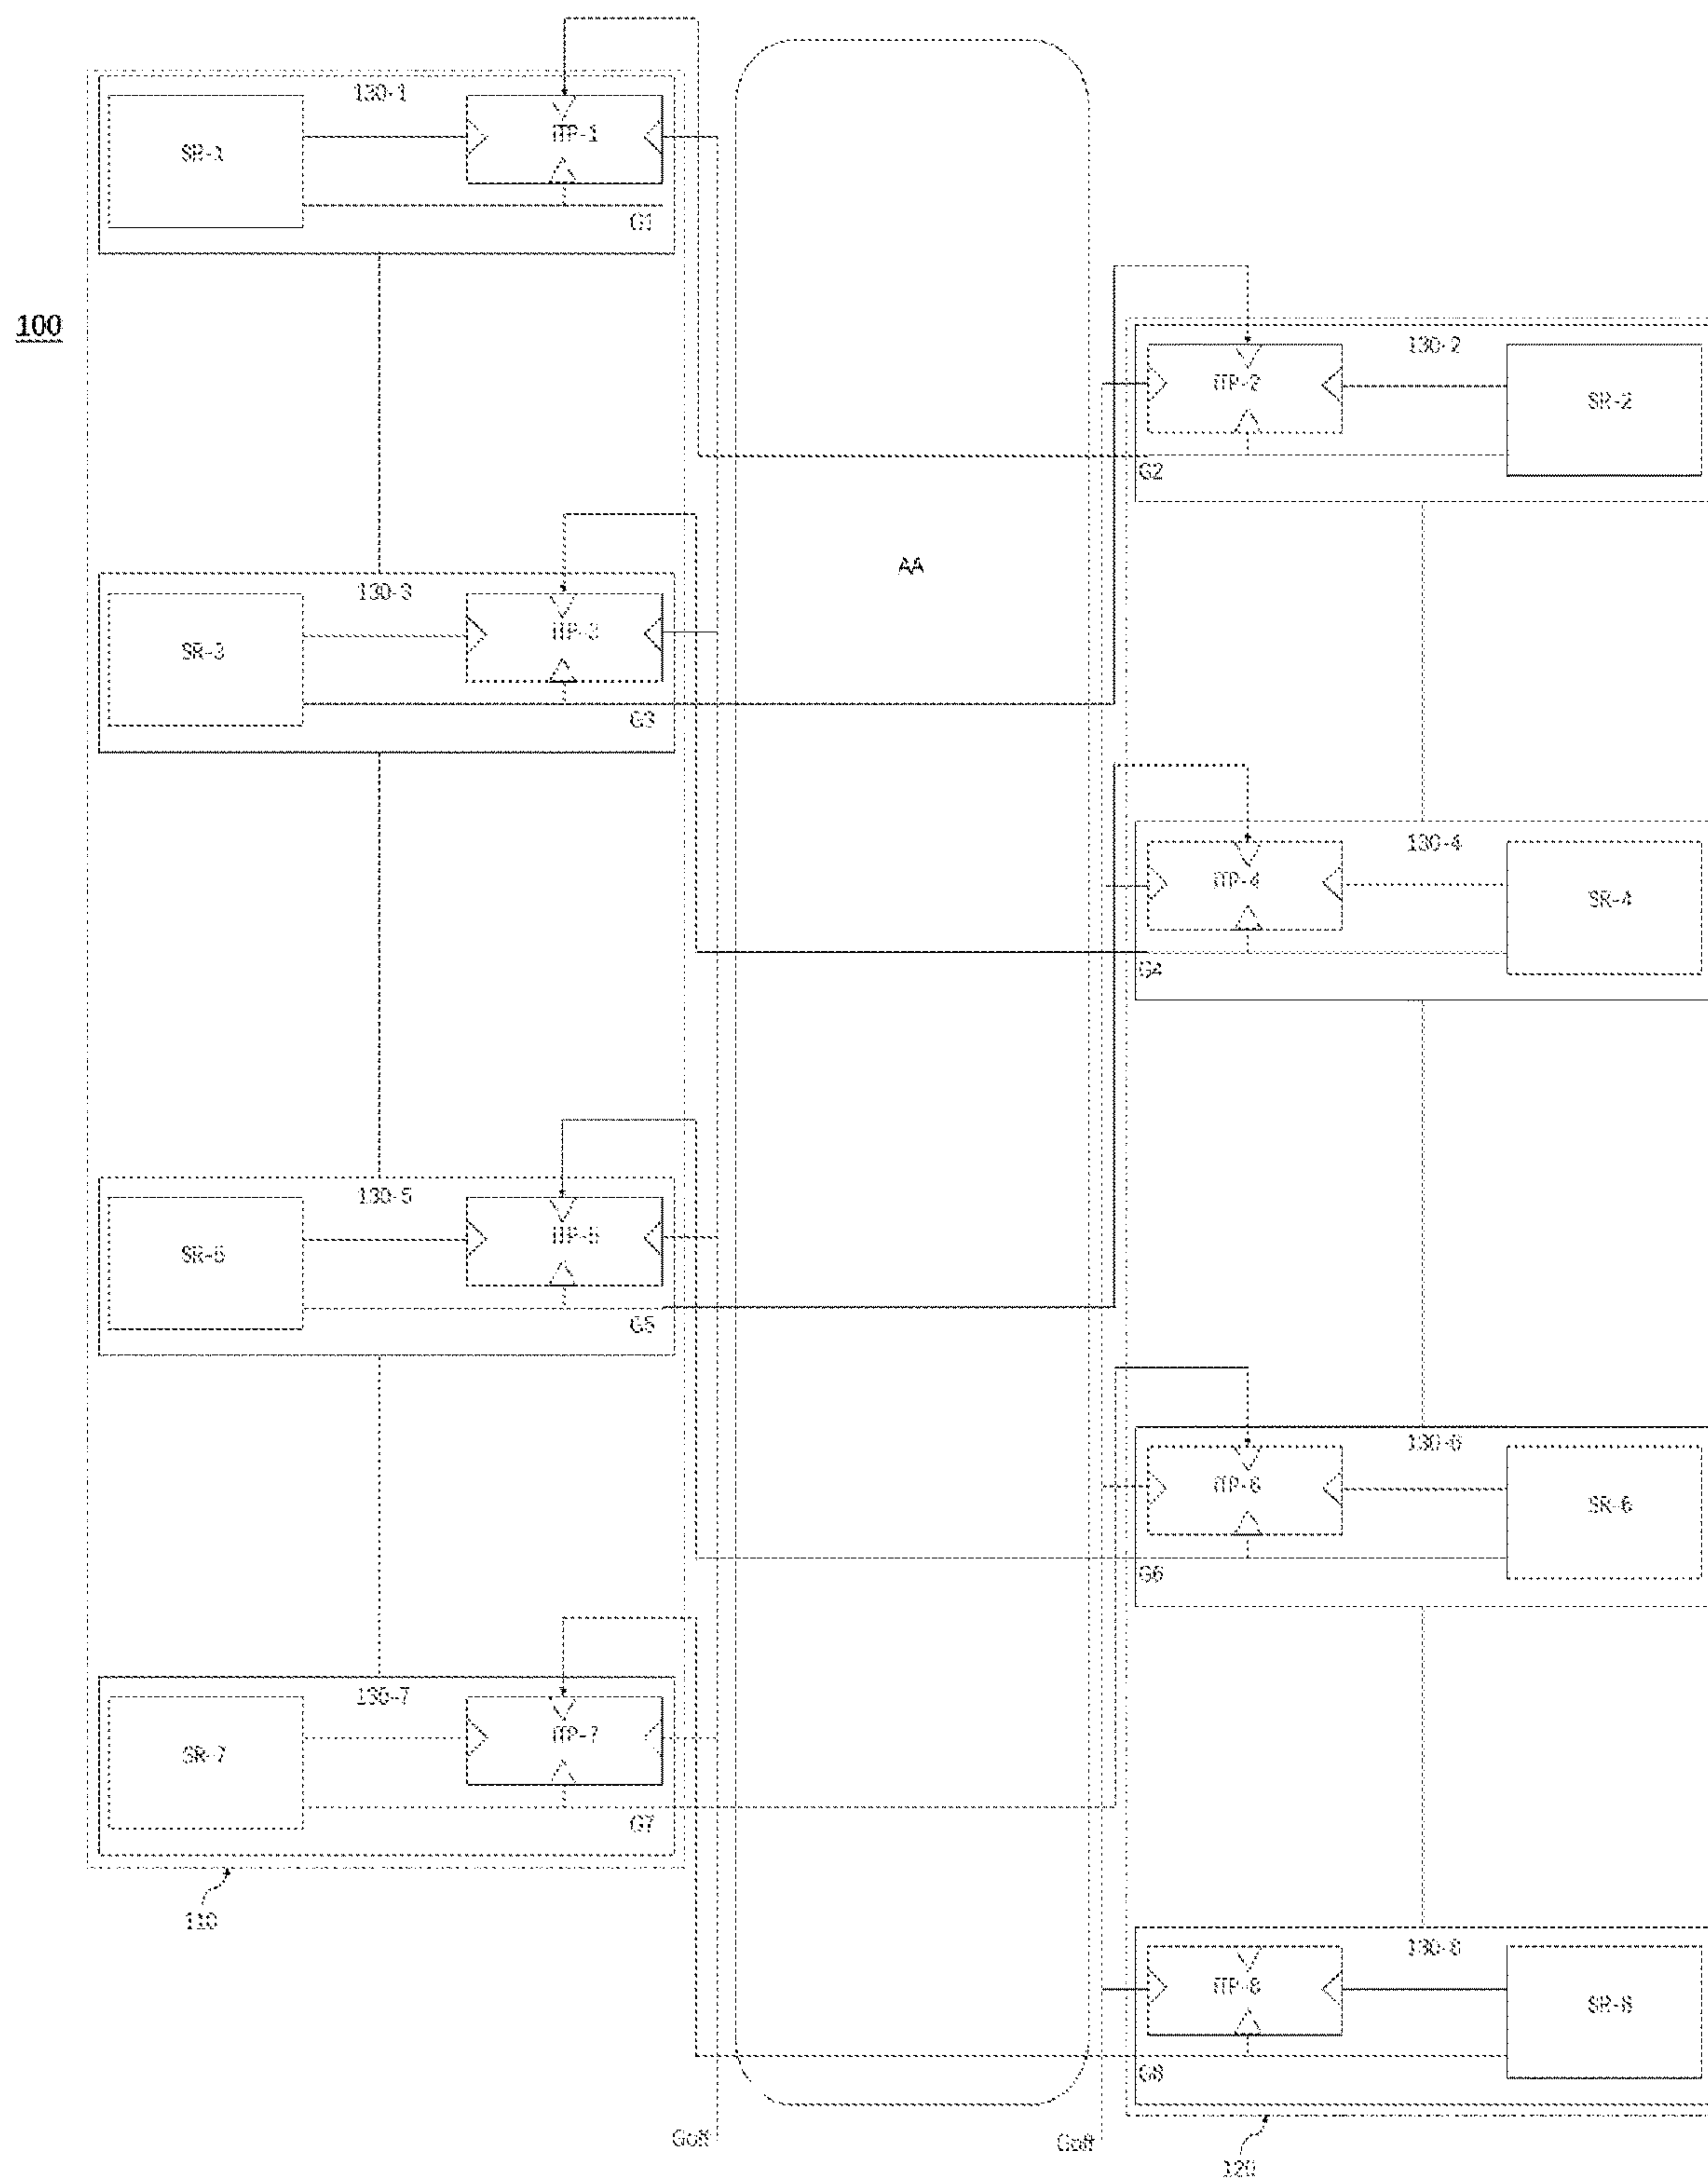 130-1
SR-1
ITP-1
G1
100
130-2
ITP-2
SR-2
G2
AA
130-3
SR-3
ITP-3
G3
130-4
ITP-4
SR-4
G4
130-5
SR-5
ITP-5
G5
130-6
ITP-6
SR-6
G6
130-7
SR-7
ITP-7
G7
110
130-8
ITP-8
SR-8
G8
Goff
Goff
120